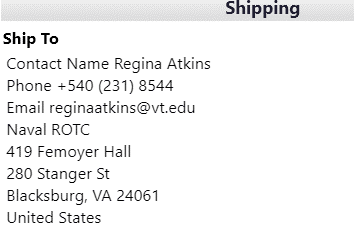 Shipping
Ship To
Contact Name Regina Atkins
Phone +540 (231) 8544
Email reginaatkins@vt.edu
Naval ROTC
419 Femoyer Hall
280 Stanger St
Blacksburg, VA 24061
United States